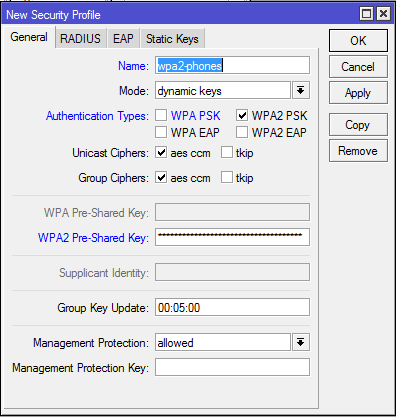 New Security Profile
General RADIUS EAP Static Keys
Name: wpa2-phones
Mode: dynamic keys
Authentication Types: WPA PSK WPA2 PSK
WPA EAP WPA2 EAP
Unicast Ciphers: aes ccm tkip
Group Ciphers: aes ccm tkip
WPA Pre-Shared Key:
WPA2 Pre-Shared Key: ************************************
Supplicant Identity:
Group Key Update: 00:05:00
Management Protection: allowed
Management Protection Key:
OK
Cancel
Apply
Copy
Remove